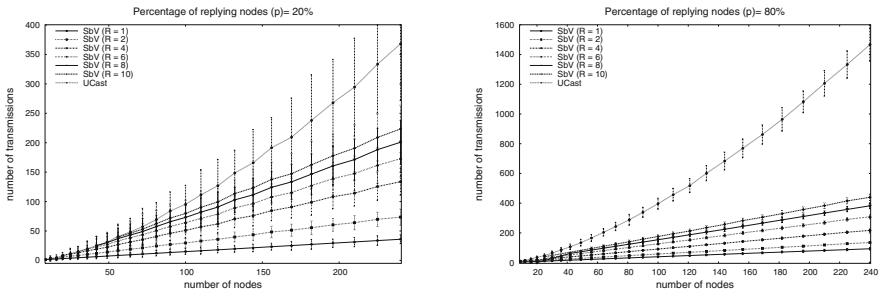 Percentage of replying nodes (p)= 20%
number of transmissions
400
350
300
250
200
150
100
50
0
SbV (R = 1)
SbV (R = 2)
SbV (R = 4)
SbV (R = 6)
SbV (R = 8)
SbV (R = 10)
UCast
50
100
150
200
number of nodes
Percentage of replying nodes (p)= 80%
number of transmissions
1600
1400
1200
1000
800
600
400
200
0
SbV (R = 1)
SbV (R = 2)
SbV (R = 4)
SbV (R = 6)
SbV (R = 8)
SbV (R = 10)
UCast
20
40
60
80
100
120
140
160
180
200
220
240
number of nodes